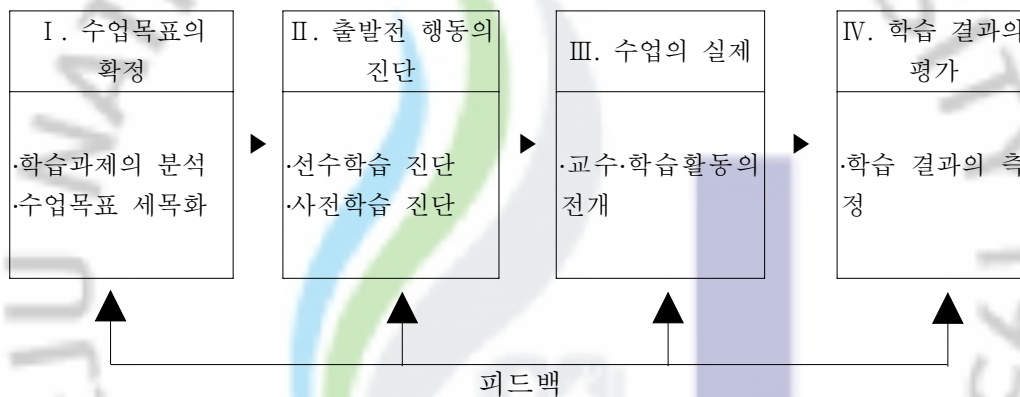 Ⅰ. 수업목표의
확정
·학습과제의 분석
·수업목표 세목화
Ⅱ. 출발전 행동의
진단
·선수학습 진단
·사전학습 진단
Ⅲ. 수업의 실제
·교수·학습활동의
전개
Ⅳ. 학습 결과의
평가
·학습 결과의 측
정
피드백